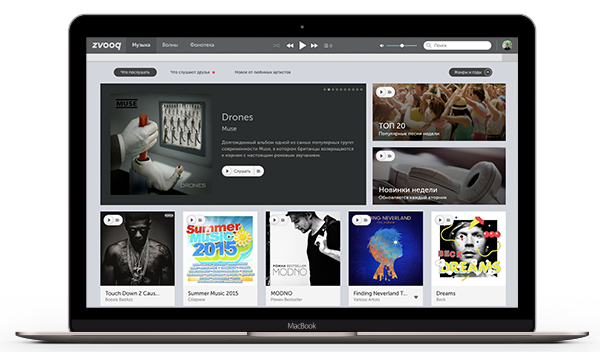 zvooq Музыка Волны Фонотека Поиск
Что послушать Что слушают друзья Новое от любимых артистов Жанры и годы
MUSE
DRONES
Drones
Muse
Долгожданный альбом одной из самых популярных групп
современности Muse, в котором британцы возвращаются
к корням с настоящим роковым звучанием.
Слушать
ТОП 20
Популярные песни недели
Новинки недели
Обновляется каждый вторник
Summer
Music
2015
РОМАН БЕСТСЕЛЛЕР
MODNO
FINDING NEVERLAND
BECK
DREAMS
Touch Down 2 Caus...
Boosie Badazz
Summer Music 2015
Сборник
MODNO
Роман Bestseller
Finding Neverland T...
Various Artists
Dreams
Beck
MacBook